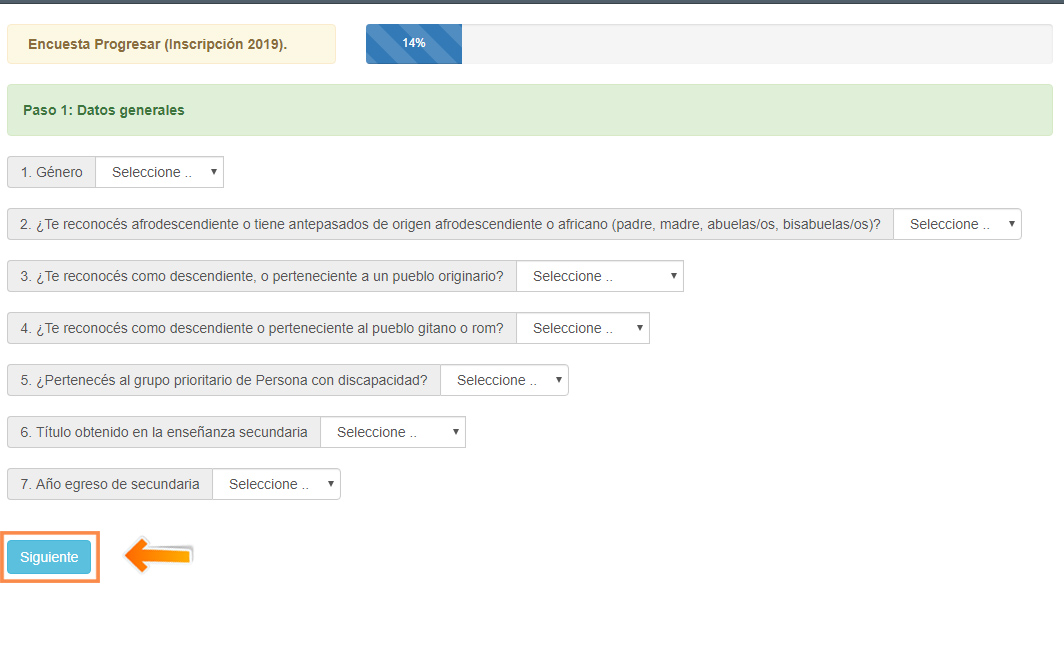 Encuesta Progresar (Inscripción 2019).
14%
Paso 1: Datos generales
1. Género Seleccione ..
2. ¿Te reconocés afrodescendiente o tiene antepasados de origen afrodescendiente o africano (padre, madre, abuelas/os, bisabuelas/os)? Seleccione ..
3. ¿Te reconocés como descendiente, o perteneciente a un pueblo originario? Seleccione ..
4. ¿Te reconocés como descendiente o perteneciente al pueblo gitano o rom? Seleccione ..
5. ¿Pertenecés al grupo prioritario de Persona con discapacidad? Seleccione ..
6. Título obtenido en la enseñanza secundaria Seleccione ..
7. Año egreso de secundaria Seleccione ..
Siguiente